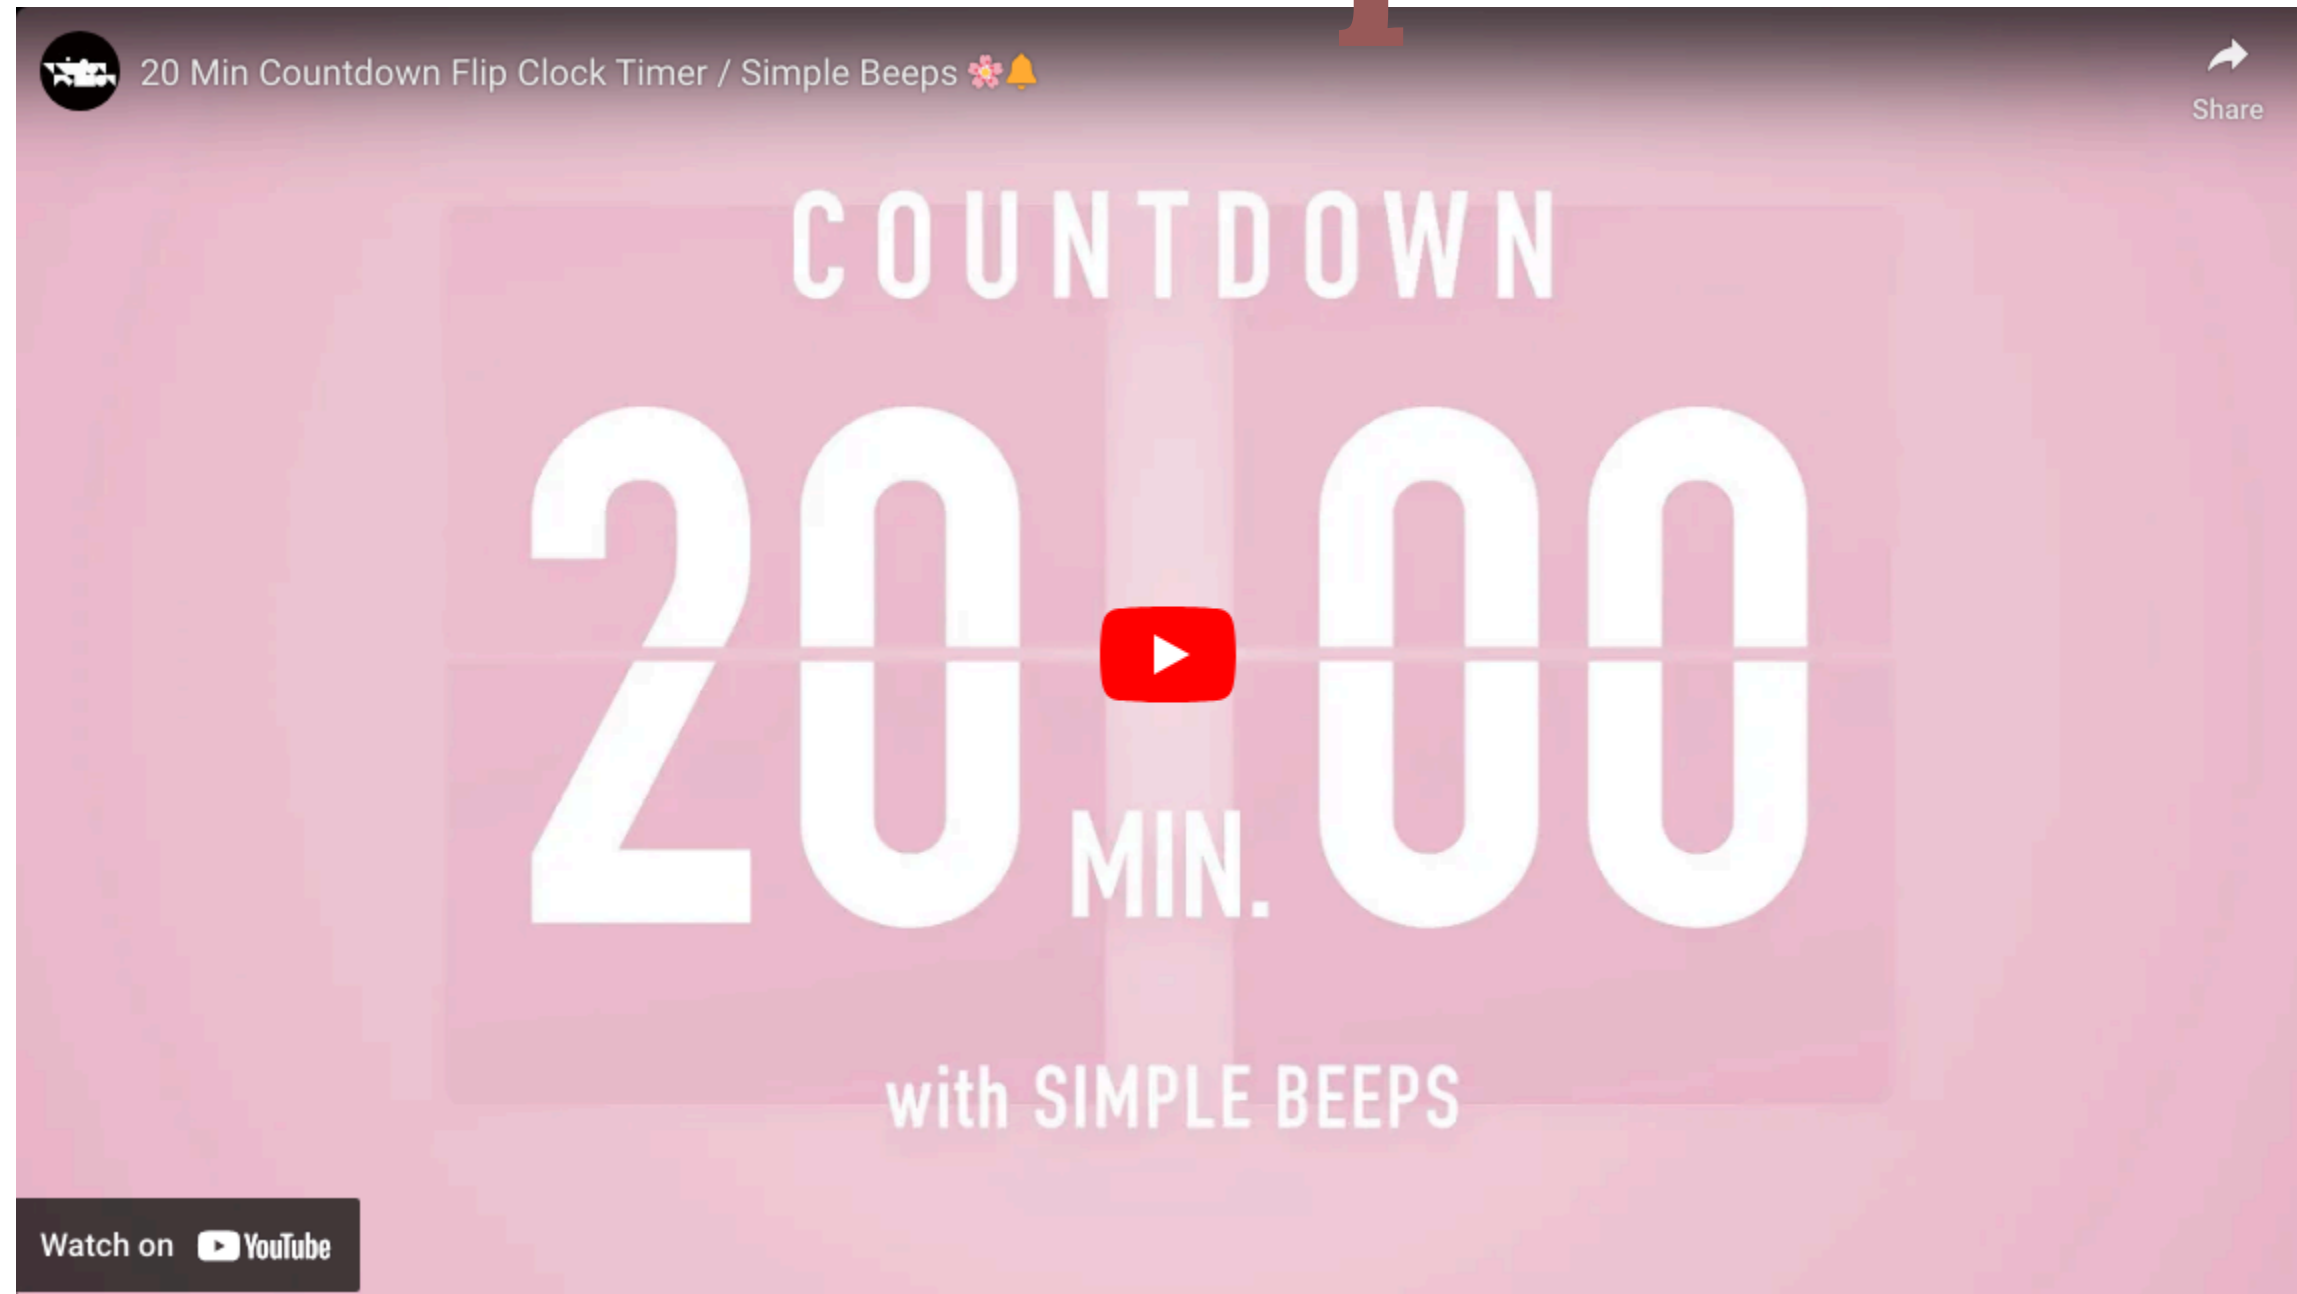 20 Min Countdown Flip Clock Timer / Simple Beeps 🌸🔔
Share
COUNTDOWN
20 00
MIN.
with SIMPLE BEEPS
Watch on YouTube